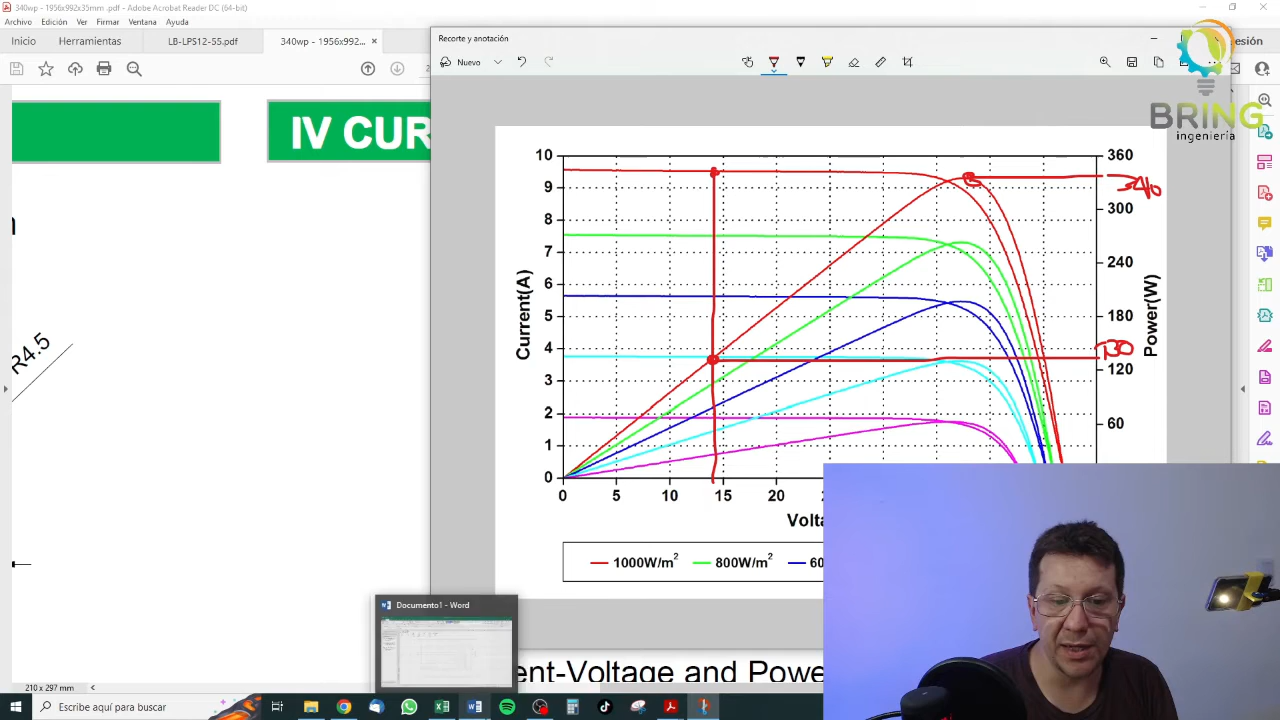 340wp - 1956x992x35mm .pdf - Adobe Acrobat Reader DC (64-bit)
Archivo Edición Ver Firmar Ventana Ayuda
Inicio Herramientas LB-LPS12-55.pdf 340wp - 1956x992...
Recorte y anotación
Nuevo
esión
BRING
ingeniería
IV CUR
R4.5
10
9
8
7
6
5
4
3
2
1
0
Current(A)
360
300
240
180
120
60
Power(W)
340
130
0 5 10 15 20
Volta
1000W/m² 800W/m² 60
Documento1 - Word
ent-Voltage and Power
210 x 297 mm
Escribe aquí para buscar